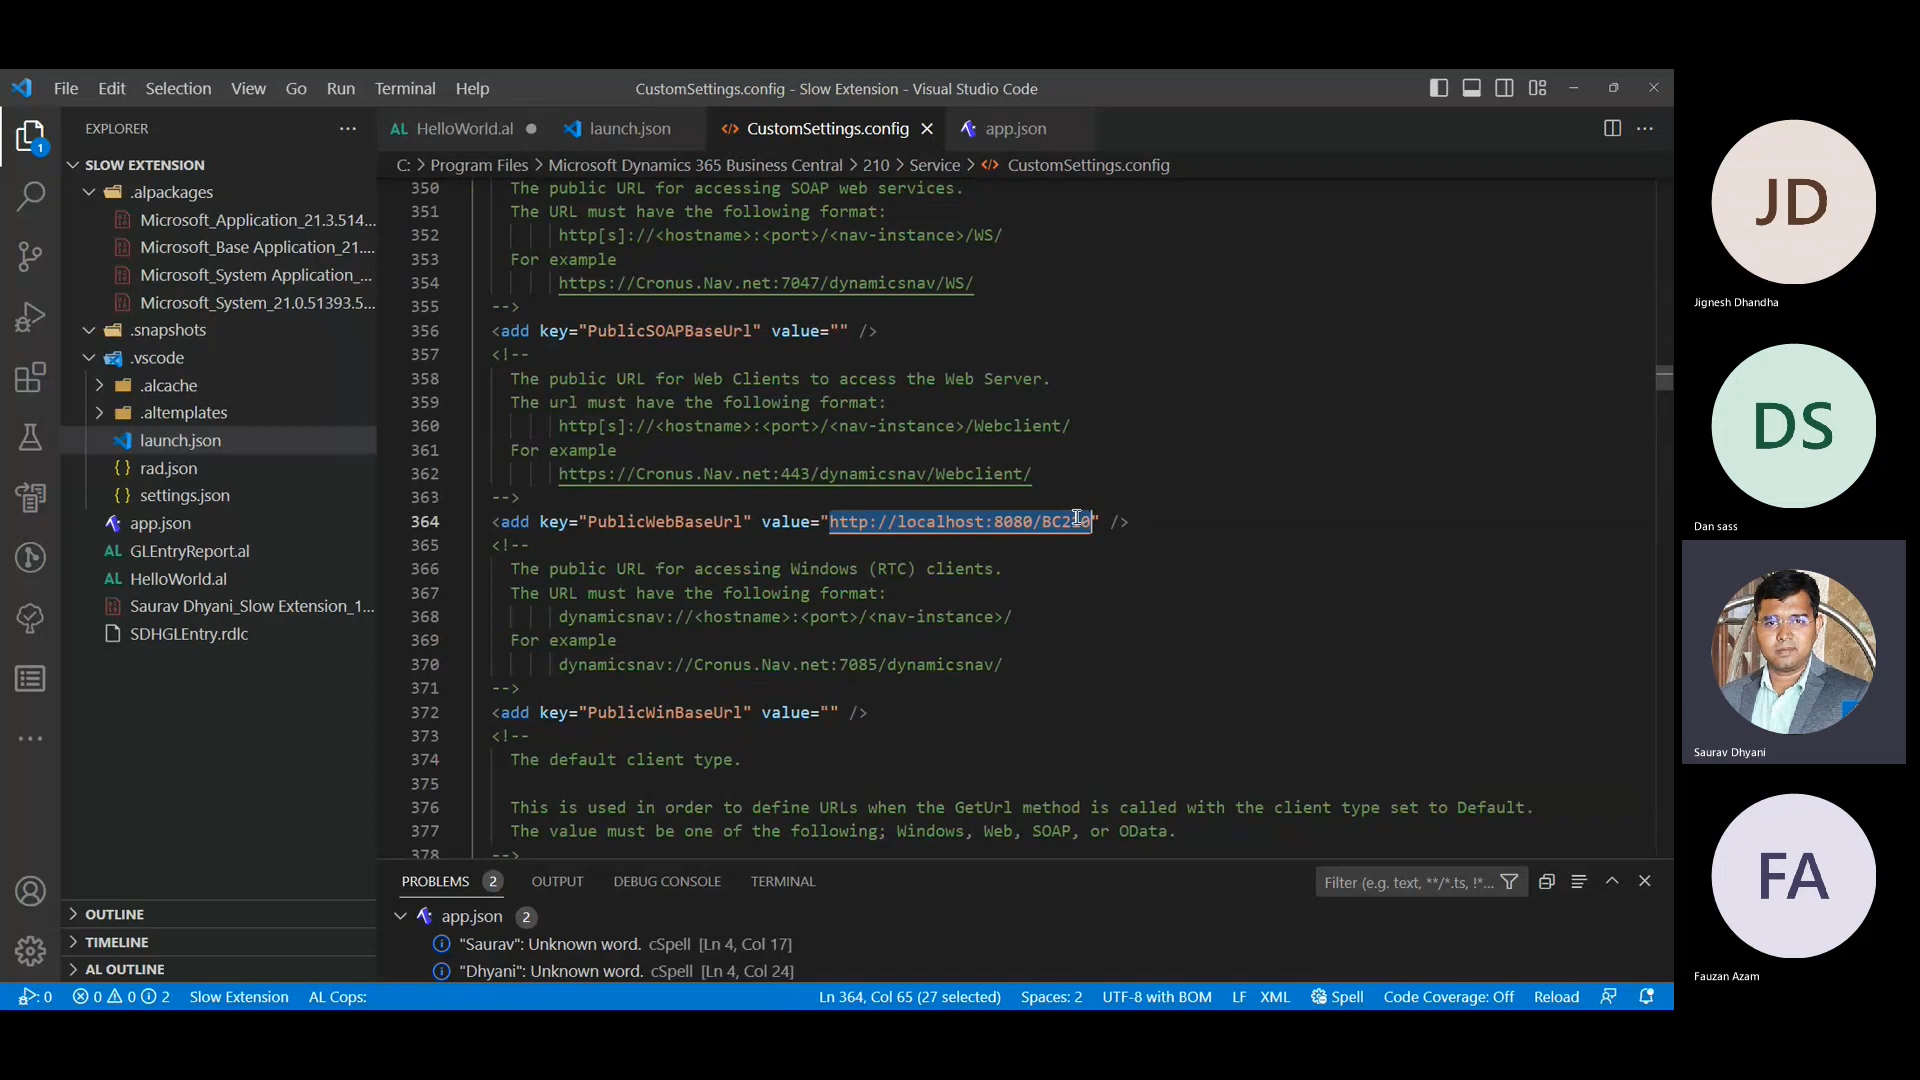 File Edit Selection View Go Run Terminal Help
CustomSettings.config - Slow Extension - Visual Studio Code
EXPLORER
AL HelloWorld.al
launch.json
CustomSettings.config
app.json
C: > Program Files > Microsoft Dynamics 365 Business Central > 210 > Service > CustomSettings.config
1
SLOW EXTENSION
.alpackages
Microsoft_Application_21.3.514...
Microsoft_Base Application_21....
Microsoft_System Application_...
Microsoft_System_21.0.51393.5...
.snapshots
.vscode
.alcache
.altemplates
launch.json
rad.json
settings.json
app.json
AL GLEntryReport.al
AL HelloWorld.al
Saurav Dhyani_Slow Extension_1...
SDHGLEntry.rdlc
OUTLINE
TIMELINE
AL OUTLINE
350 The public URL for accessing SOAP web services.
351 The URL must have the following format:
352 http[s]://<hostname>:<port>/<nav-instance>/WS/
353 For example
354 https://Cronus.Nav.net:7047/dynamicsnav/WS/
355 -->
356 <add key="PublicSOAPBaseUrl" value="" />
357 <!--
358 The public URL for Web Clients to access the Web Server.
359 The url must have the following format:
360 http[s]://<hostname>:<port>/<nav-instance>/Webclient/
361 For example
362 https://Cronus.Nav.net:443/dynamicsnav/Webclient/
363 -->
364 <add key="PublicWebBaseUrl" value="http://localhost:8080/BC210" />
365 <!--
366 The public URL for accessing Windows (RTC) clients.
367 The URL must have the following format:
368 dynamicsnav://<hostname>:<port>/<nav-instance>/
369 For example
370 dynamicsnav://Cronus.Nav.net:7085/dynamicsnav/
371 -->
372 <add key="PublicWinBaseUrl" value="" />
373 <!--
374 The default client type.
375
376 This is used in order to define URLs when the GetUrl method is called with the client type set to Default.
377 The value must be one of the following; Windows, Web, SOAP, or OData.
378 -->
PROBLEMS 2 OUTPUT DEBUG CONSOLE TERMINAL
Filter (e.g. text, **/*.ts, !*...
app.json 2
"Saurav": Unknown word. cSpell [Ln 4, Col 17]
"Dhyani": Unknown word. cSpell [Ln 4, Col 24]
: 0 0 0 2 Slow Extension AL Cops: Ln 364, Col 65 (27 selected) Spaces: 2 UTF-8 with BOM LF XML Spell Code Coverage: Off Reload
JD
Jignesh Dhandha
DS
Dan sass
Saurav Dhyani
FA
Fauzan Azam